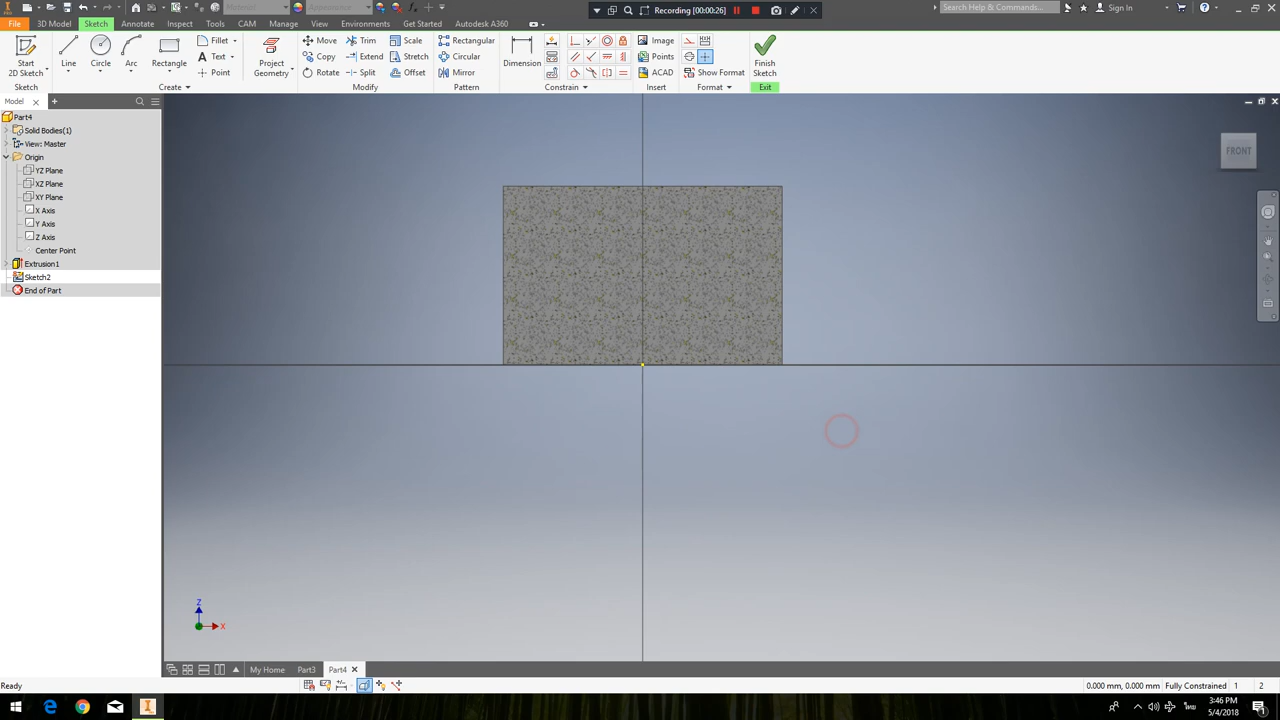 Material
Appearance
Recording [00:00:26]
Search Help & Commands...
Sign In
File
3D Model
Sketch
Annotate
Inspect
Tools
CAM
Manage
View
Environments
Get Started
Autodesk A360
Start
2D Sketch
Line
Circle
Arc
Rectangle
Fillet
Text
Point
Project
Geometry
Move
Copy
Rotate
Trim
Extend
Split
Scale
Stretch
Offset
Rectangular
Circular
Mirror
Dimension
Image
Points
ACAD
Show Format
Finish
Sketch
Sketch
Create
Modify
Pattern
Constrain
Insert
Format
Exit
Model
Part4
Solid Bodies(1)
View: Master
Origin
YZ Plane
XZ Plane
XY Plane
X Axis
Y Axis
Z Axis
Center Point
Extrusion1
Sketch2
End of Part
FRONT
Z
X
My Home
Part3
Part4
Ready
0.000 mm, 0.000 mm
Fully Constrained
1
2
3:46 PM
5/4/2018